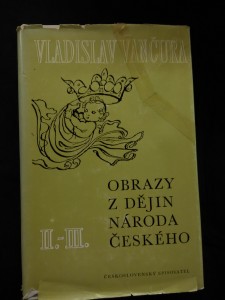 VLADISLAV VANČURA
OBRAZY
Z DĚJIN
NÁRODA
II.-III. ČESKÉHO
ČESKOSLOVENSKÝ SPISOVATEL